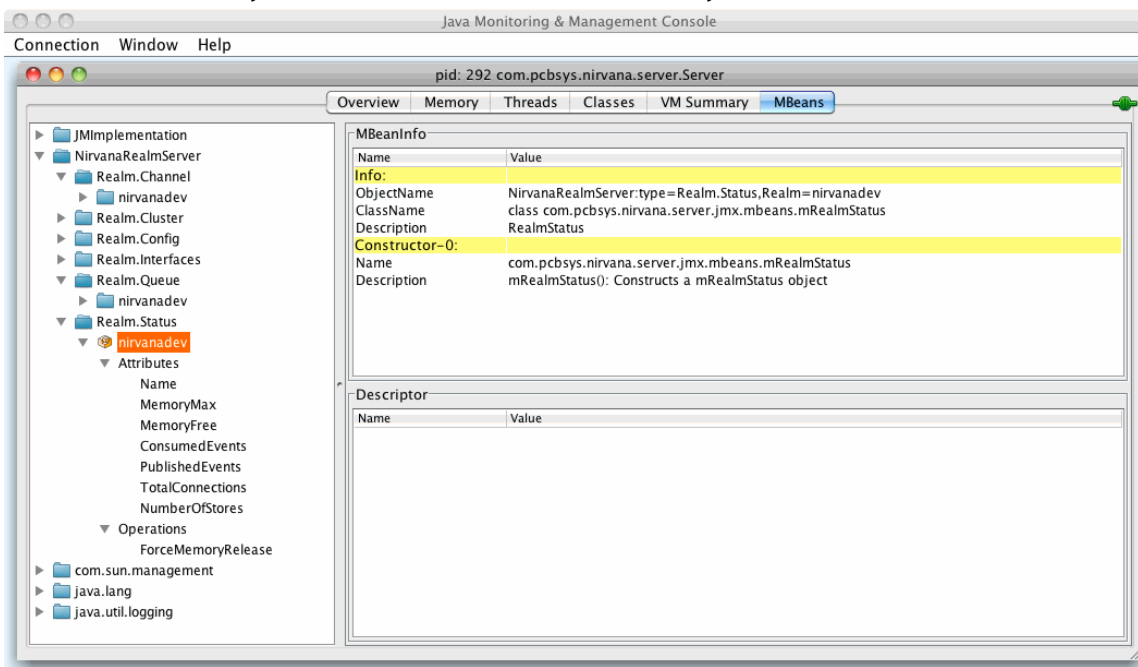 Java Monitoring & Management Console
Connection Window Help
pid: 292 com.pcbsys.nirvana.server.Server
Overview Memory Threads Classes VM Summary MBeans
JMImplementation
NirvanaRealmServer
Realm.Channel
nirvanadev
Realm.Cluster
Realm.Config
Realm.Interfaces
Realm.Queue
nirvanadev
Realm.Status
nirvanadev
Attributes
Name
MemoryMax
MemoryFree
ConsumedEvents
PublishedEvents
TotalConnections
NumberOfStores
Operations
ForceMemoryRelease
com.sun.management
java.lang
java.util.logging
MBeanInfo
Name Value
Info:
ObjectName NirvanaRealmServer:type=Realm.Status,Realm=nirvanadev
ClassName class com.pcbsys.nirvana.server.jmx.mbeans.mRealmStatus
Description RealmStatus
Constructor-0:
Name com.pcbsys.nirvana.server.jmx.mbeans.mRealmStatus
Description mRealmStatus(): Constructs a mRealmStatus object
Descriptor
Name Value